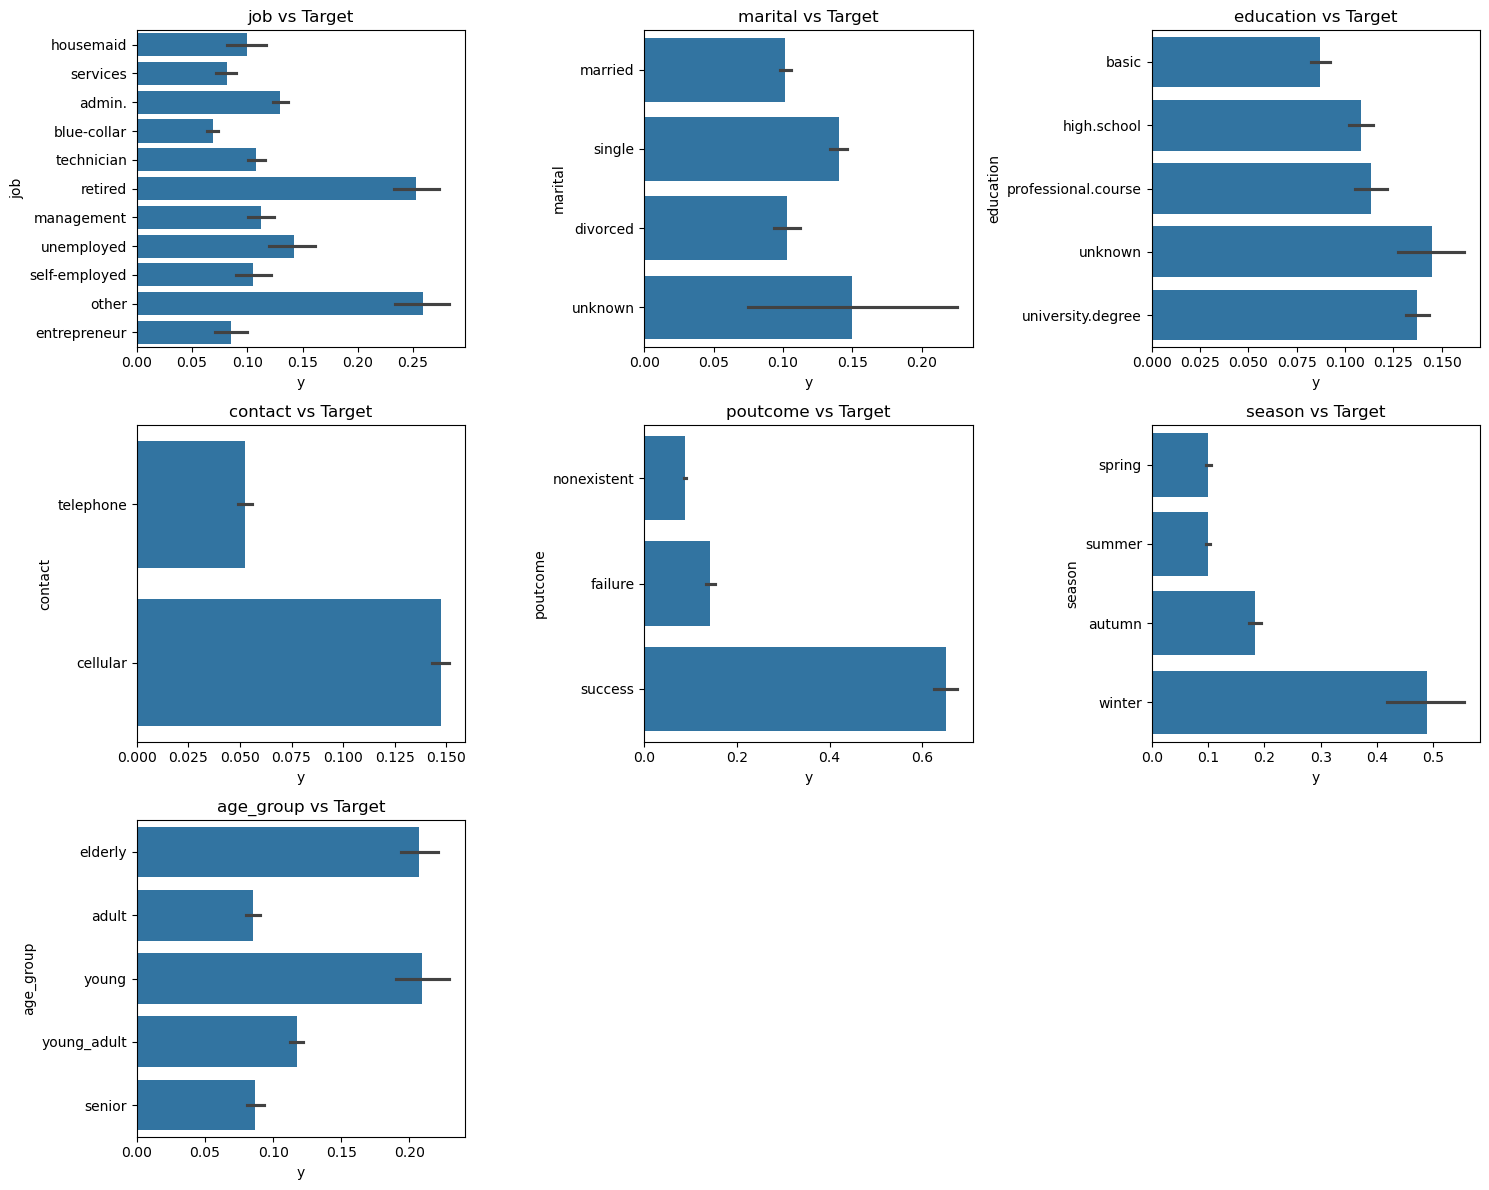 job vs Target
job
housemaid
services
admin.
blue-collar
technician
retired
management
unemployed
self-employed
other
entrepreneur
0.00 0.05 0.10 0.15 0.20 0.25
y
marital vs Target
marital
married
single
divorced
unknown
0.00 0.05 0.10 0.15 0.20
y
education vs Target
education
basic
high.school
professional.course
unknown
university.degree
0.000 0.025 0.050 0.075 0.100 0.125 0.150
y
contact vs Target
contact
telephone
cellular
0.000 0.025 0.050 0.075 0.100 0.125 0.150
y
poutcome vs Target
poutcome
nonexistent
failure
success
0.0 0.2 0.4 0.6
y
season vs Target
season
spring
summer
autumn
winter
0.0 0.1 0.2 0.3 0.4 0.5
y
age_group vs Target
age_group
elderly
adult
young
young_adult
senior
0.00 0.05 0.10 0.15 0.20
y